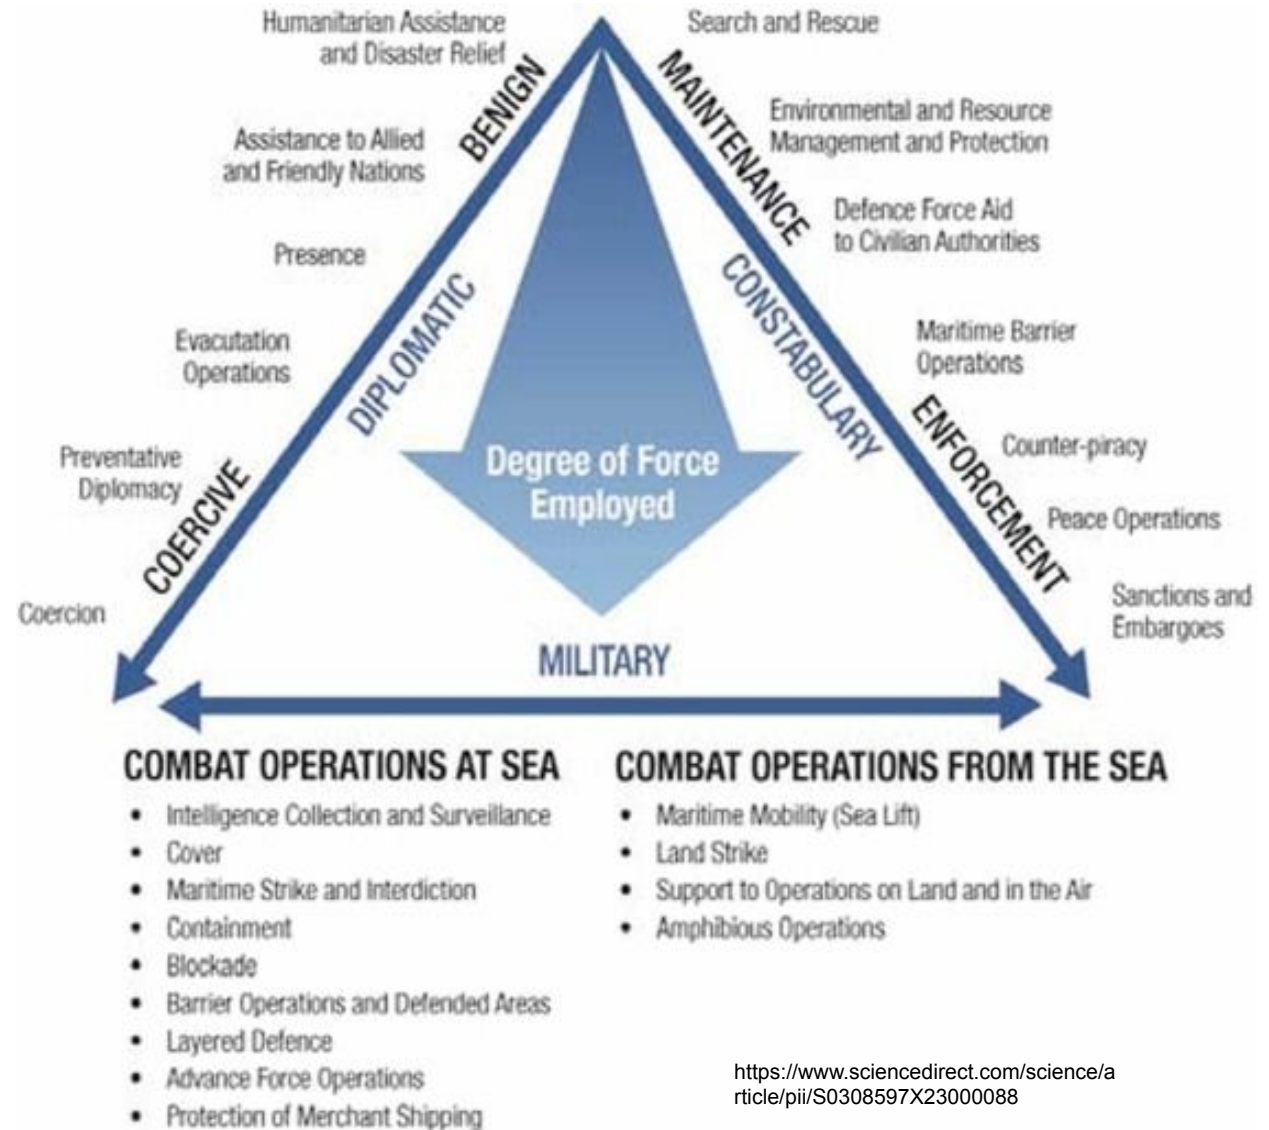 Humanitarian Assistance
and Disaster Relief
Search and Rescue
BENIGN
MAINTENANCE
Environmental and Resource
Management and Protection
Assistance to Allied
and Friendly Nations
Defence Force Aid
to Civilian Authorities
Presence
DIPLOMATIC
CONSTABULARY
Evacutation
Operations
Maritime Barrier
Operations
Preventative
Diplomacy
COERCIVE
Degree of Force
Employed
ENFORCEMENT
Counter-piracy
Peace Operations
Coercion
Sanctions and
Embargoes
MILITARY
COMBAT OPERATIONS AT SEA
• Intelligence Collection and Surveillance
• Cover
• Maritime Strike and Interdiction
• Containment
• Blockade
• Barrier Operations and Defended Areas
• Layered Defence
• Advance Force Operations
• Protection of Merchant Shipping
COMBAT OPERATIONS FROM THE SEA
• Maritime Mobility (Sea Lift)
• Land Strike
• Support to Operations on Land and in the Air
• Amphibious Operations
https://www.sciencedirect.com/science/a
rticle/pii/S0308597X23000088